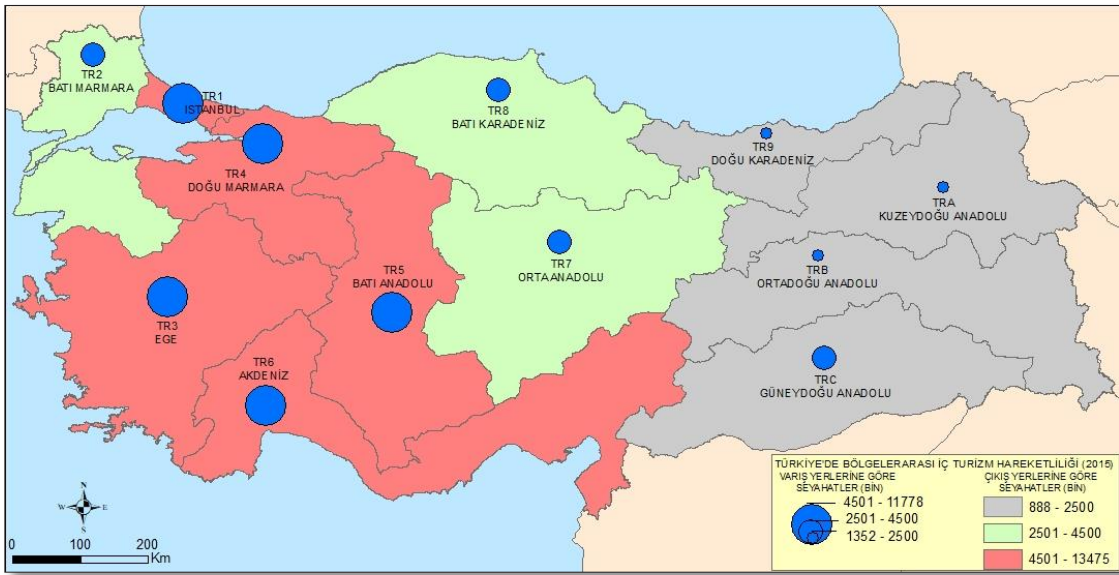 TR2
BATI MARMARA
TR1
ISTANBUL
TR8
BATI KARADENİZ
TR9
DOĞU KARADENİZ
TR4
DOĞU MARMARA
TRA
KUZEYDOĞU ANADOLU
TR7
ORTAANADOLU
TRB
ORTADOĞU ANADOLU
TR5
BATI ANADOLU
TR3
EGE
TR6
AKDENİZ
TRC
GÜNEYDOĞU ANADOLU
N
W
E
S
0 100 200
Km
TÜRKİYE'DE BÖLGELERARASI İÇ TURİZM HAREKETLİLİĞİ (2015)
VARIŞ YERLERİNE GÖRE
SEYAHATLER (BİN)
4501 - 11778
2501 - 4500
1352 - 2500
ÇIKIŞ YERLERİNE GÖRE
SEYAHATLER (BİN)
888 - 2500
2501 - 4500
4501 - 13475